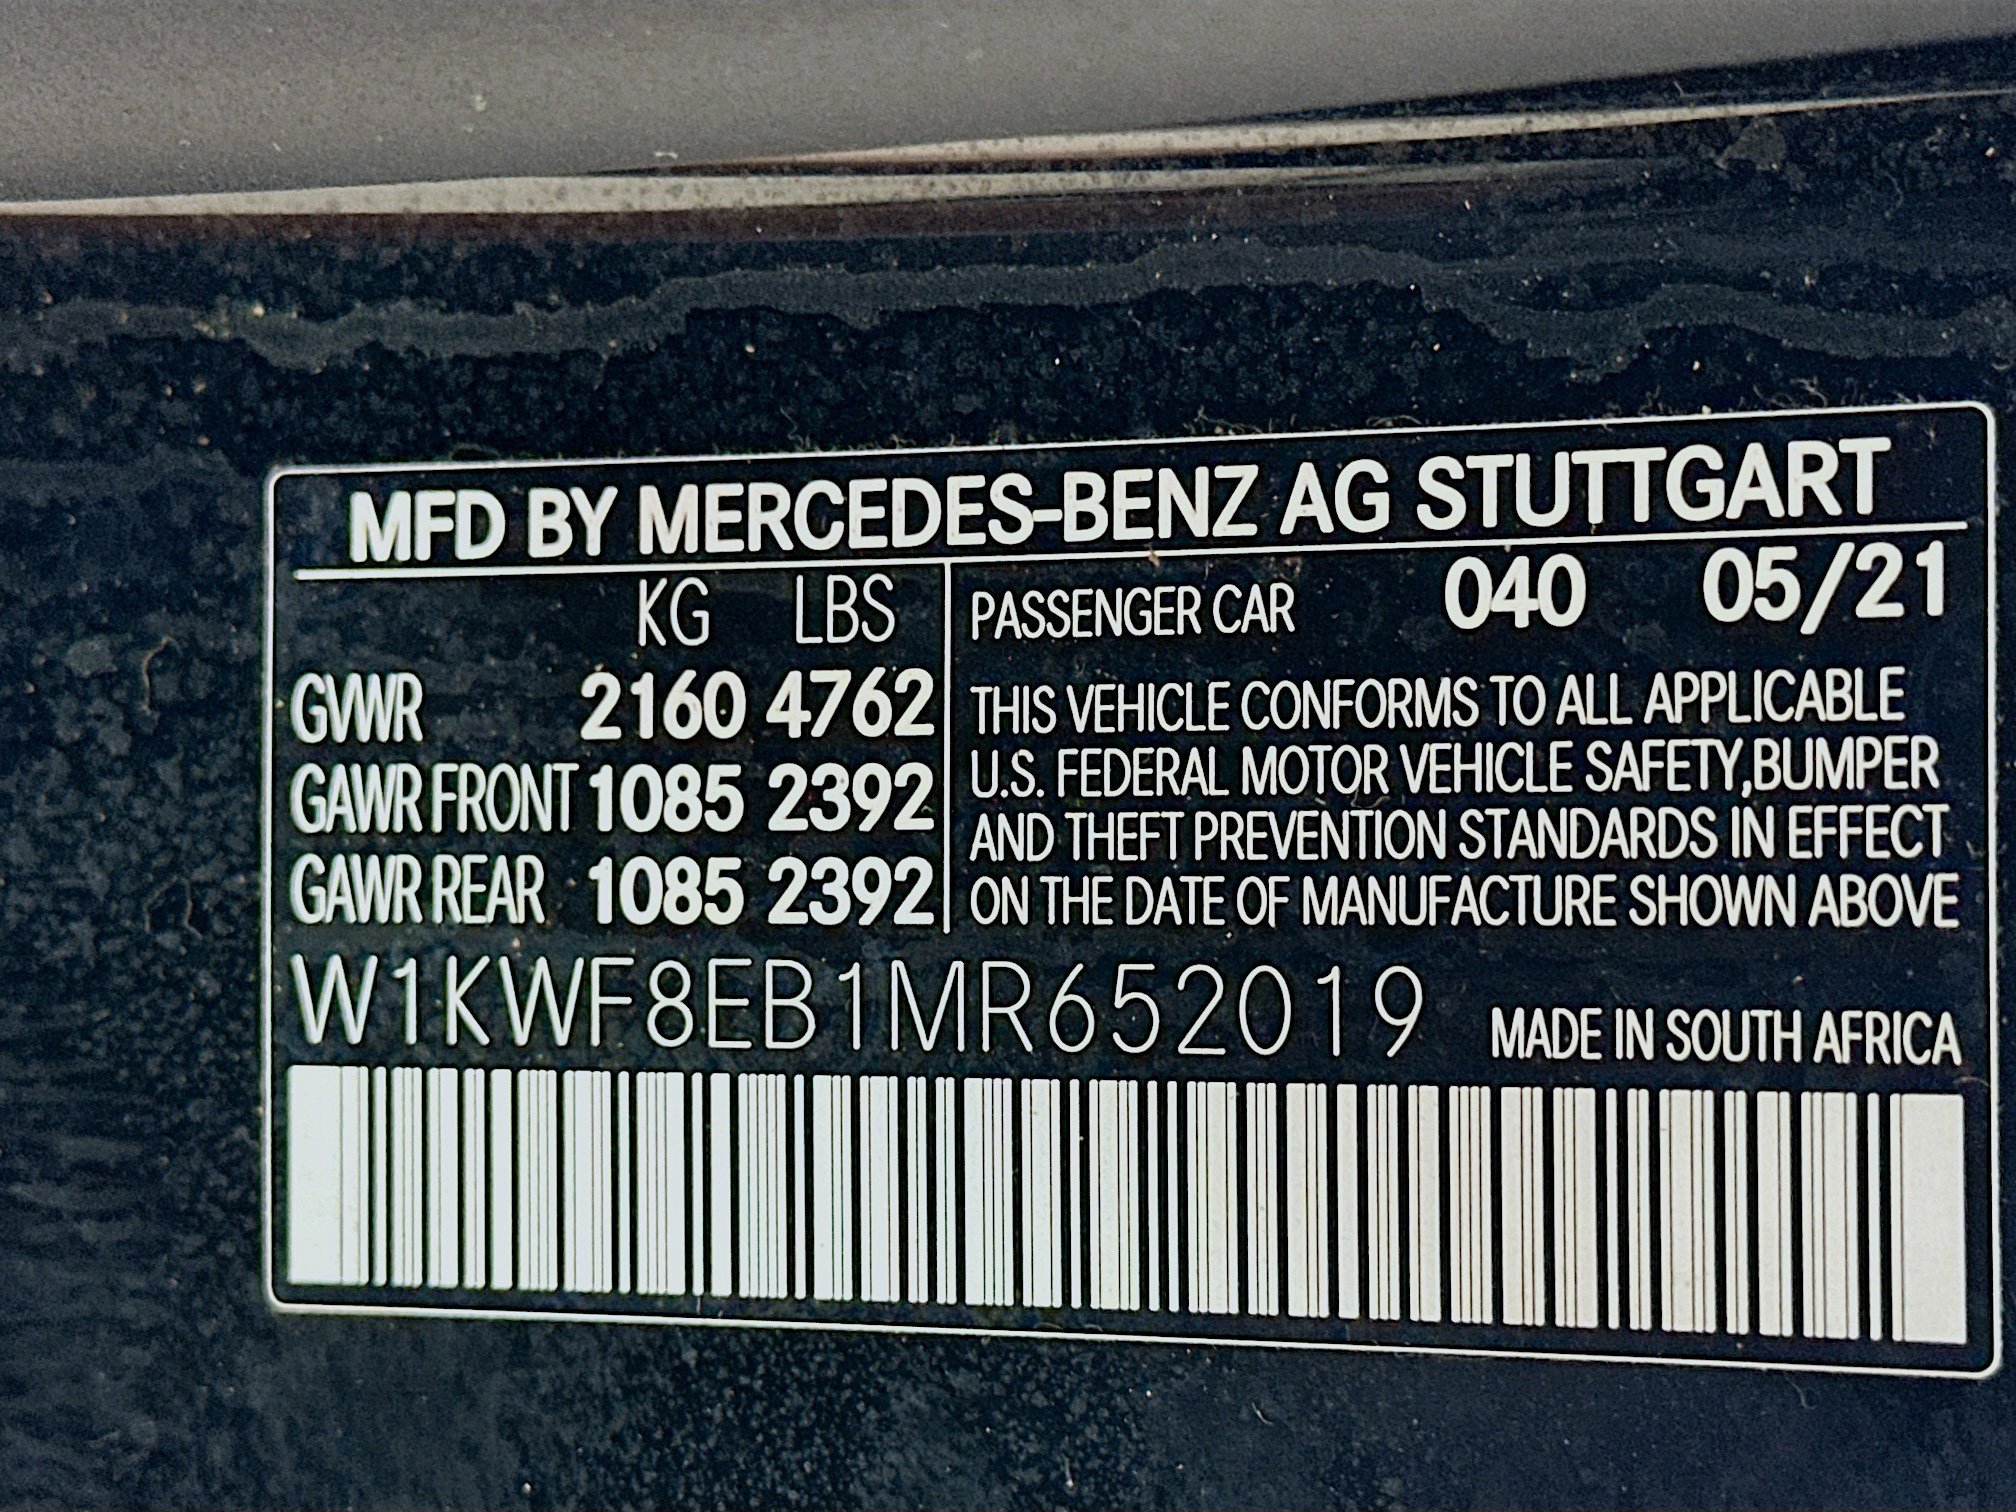 MFD BY MERCEDES-BENZ AG STUTTGART
KG LBS
GVWR 2160 4762
GAWR FRONT 1085 2392
GAWR REAR 1085 2392
PASSENGER CAR 040 05/21
THIS VEHICLE CONFORMS TO ALL APPLICABLE
U.S. FEDERAL MOTOR VEHICLE SAFETY,BUMPER
AND THEFT PREVENTION STANDARDS IN EFFECT
ON THE DATE OF MANUFACTURE SHOWN ABOVE
W1KWF8EB1MR652019
MADE IN SOUTH AFRICA